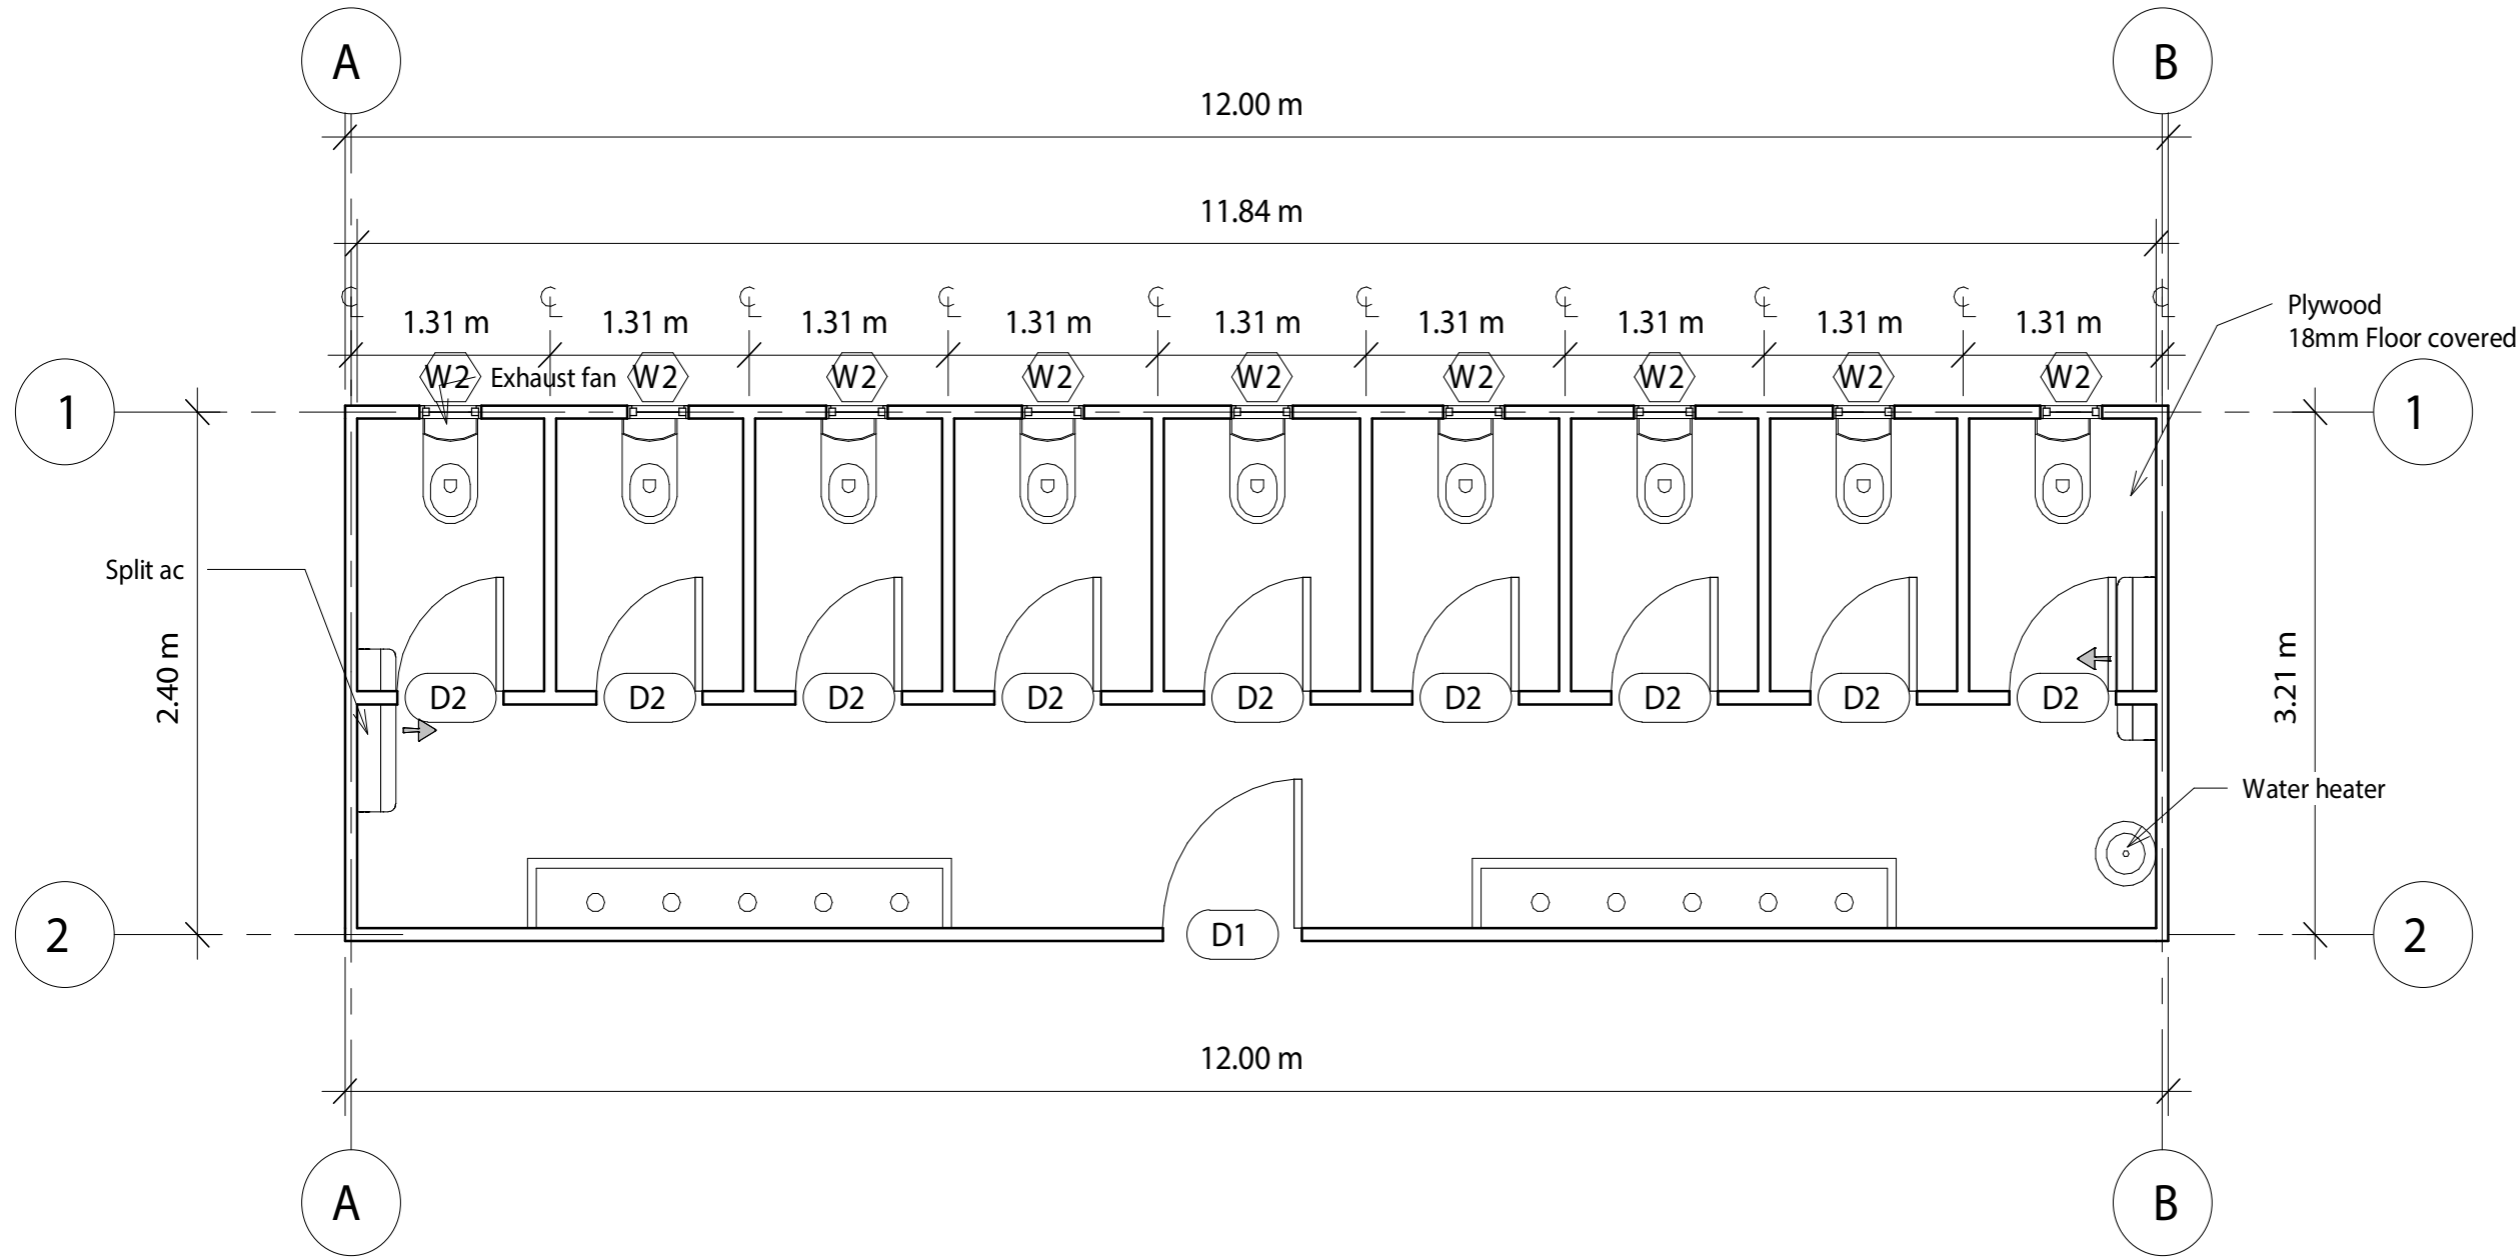 A
B
12.00 m
11.84 m
℄ ℄ ℄ ℄ ℄ ℄ ℄ ℄ ℄ ℄
1.31 m 1.31 m 1.31 m 1.31 m 1.31 m 1.31 m 1.31 m 1.31 m 1.31 m
Plywood
18mm Floor covered
W2 Exhaust fan W2 W2 W2 W2 W2 W2 W2 W2
1
1
Split ac
2.40 m
3.21 m
D2 D2 D2 D2 D2 D2 D2 D2 D2
Water heater
2
D1
2
12.00 m
A
B